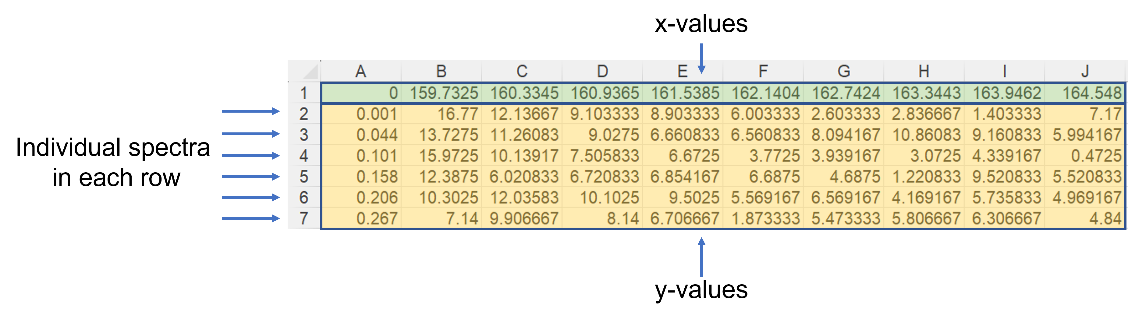 x-values
A B C D E F G H I J
1 0 159.7325 160.3345 160.9365 161.5385 162.1404 162.7424 163.3443 163.9462 164.548
2 0.001 16.77 12.13667 9.103333 8.903333 6.003333 2.603333 2.836667 1.403333 7.17
3 0.044 13.7275 11.26083 9.0275 6.660833 6.560833 8.094167 10.86083 9.160833 5.994167
Individual spectra
4 0.101 15.9725 10.13917 7.505833 6.6725 3.7725 3.939167 3.0725 4.339167 0.4725
in each row
5 0.158 12.3875 6.020833 6.720833 6.854167 6.6875 4.6875 1.220833 9.520833 5.520833
6 0.206 10.3025 12.03583 10.1025 9.5025 5.569167 6.569167 4.169167 5.735833 4.969167
7 0.267 7.14 9.906667 8.14 6.706667 1.873333 5.473333 5.806667 6.306667 4.84
y-values